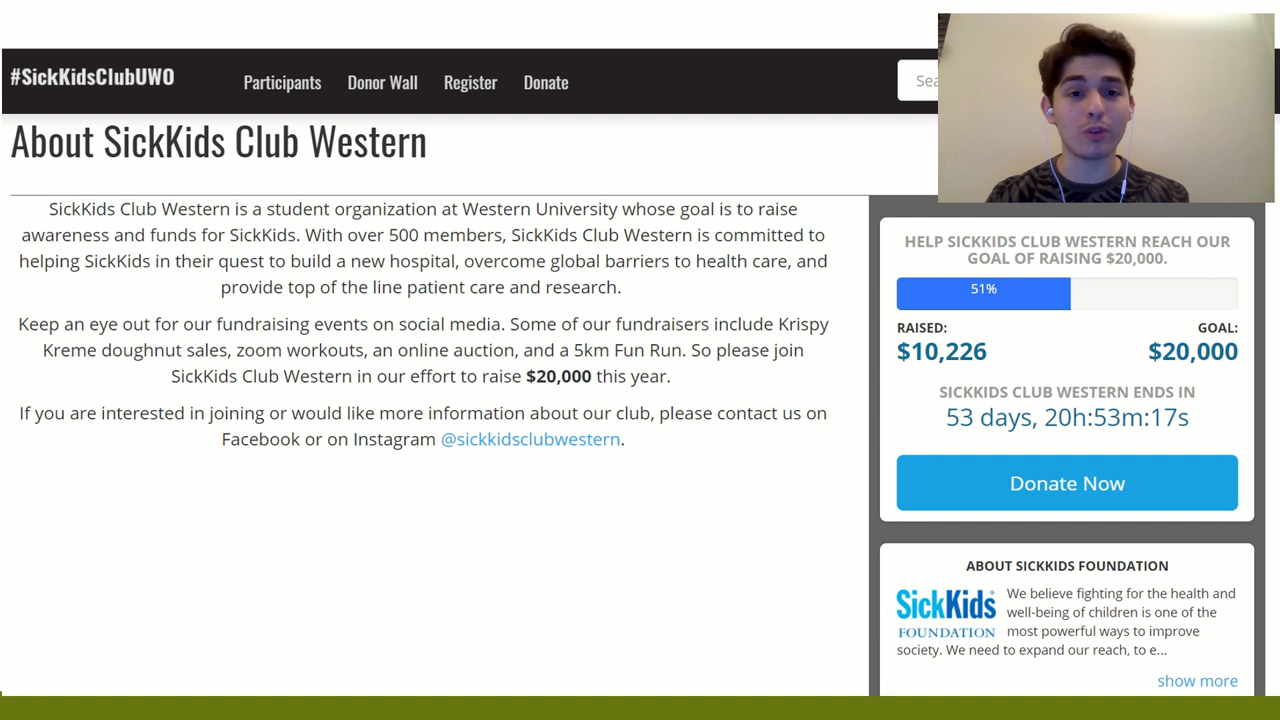 #SickKidsClubUWO
Participants Donor Wall Register Donate
Sea
About SickKids Club Western
SickKids Club Western is a student organization at Western University whose goal is to raise
awareness and funds for SickKids. With over 500 members, SickKids Club Western is committed to
helping SickKids in their quest to build a new hospital, overcome global barriers to health care, and
provide top of the line patient care and research.
Keep an eye out for our fundraising events on social media. Some of our fundraisers include Krispy
Kreme doughnut sales, zoom workouts, an online auction, and a 5km Fun Run. So please join
SickKids Club Western in our effort to raise $20,000 this year.
If you are interested in joining or would like more information about our club, please contact us on
Facebook or on Instagram @sickkidsclubwestern.
HELP SICKKIDS CLUB WESTERN REACH OUR
GOAL OF RAISING $20,000.
51%
RAISED: GOAL:
$10,226 $20,000
SICKKIDS CLUB WESTERN ENDS IN
53 days, 20h:53m:17s
Donate Now
ABOUT SICKKIDS FOUNDATION
SickKids
FOUNDATION
We believe fighting for the health and
well-being of children is one of the
most powerful ways to improve
society. We need to expand our reach, to e...
show more